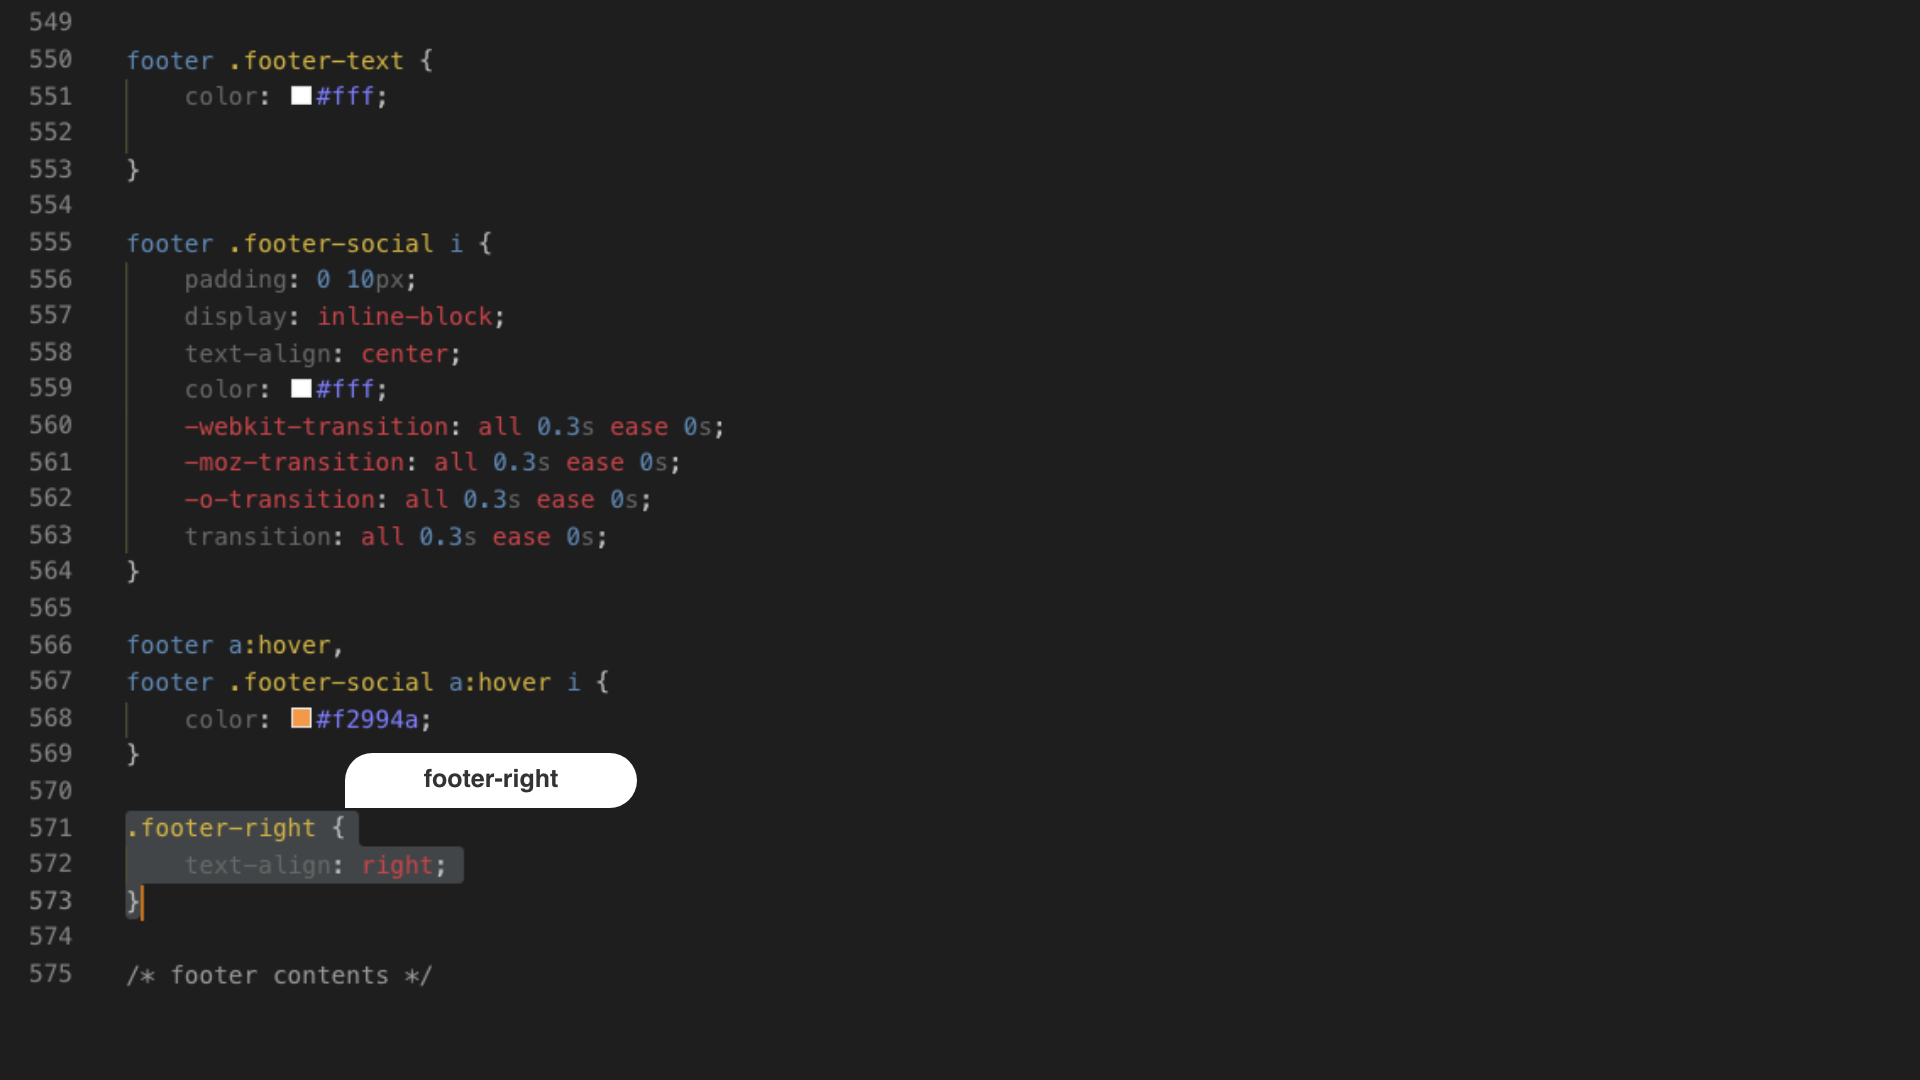 549
550 footer .footer-text {
551 color: #fff;
552
553 }
554
555 footer .footer-social i {
556 padding: 0 10px;
557 display: inline-block;
558 text-align: center;
559 color: #fff;
560 -webkit-transition: all 0.3s ease 0s;
561 -moz-transition: all 0.3s ease 0s;
562 -o-transition: all 0.3s ease 0s;
563 transition: all 0.3s ease 0s;
564 }
565
566 footer a:hover,
567 footer .footer-social a:hover i {
568 color: #f2994a;
569 }
footer-right
570
571 .footer-right {
572 text-align: right;
573 }
574
575 /* footer contents */